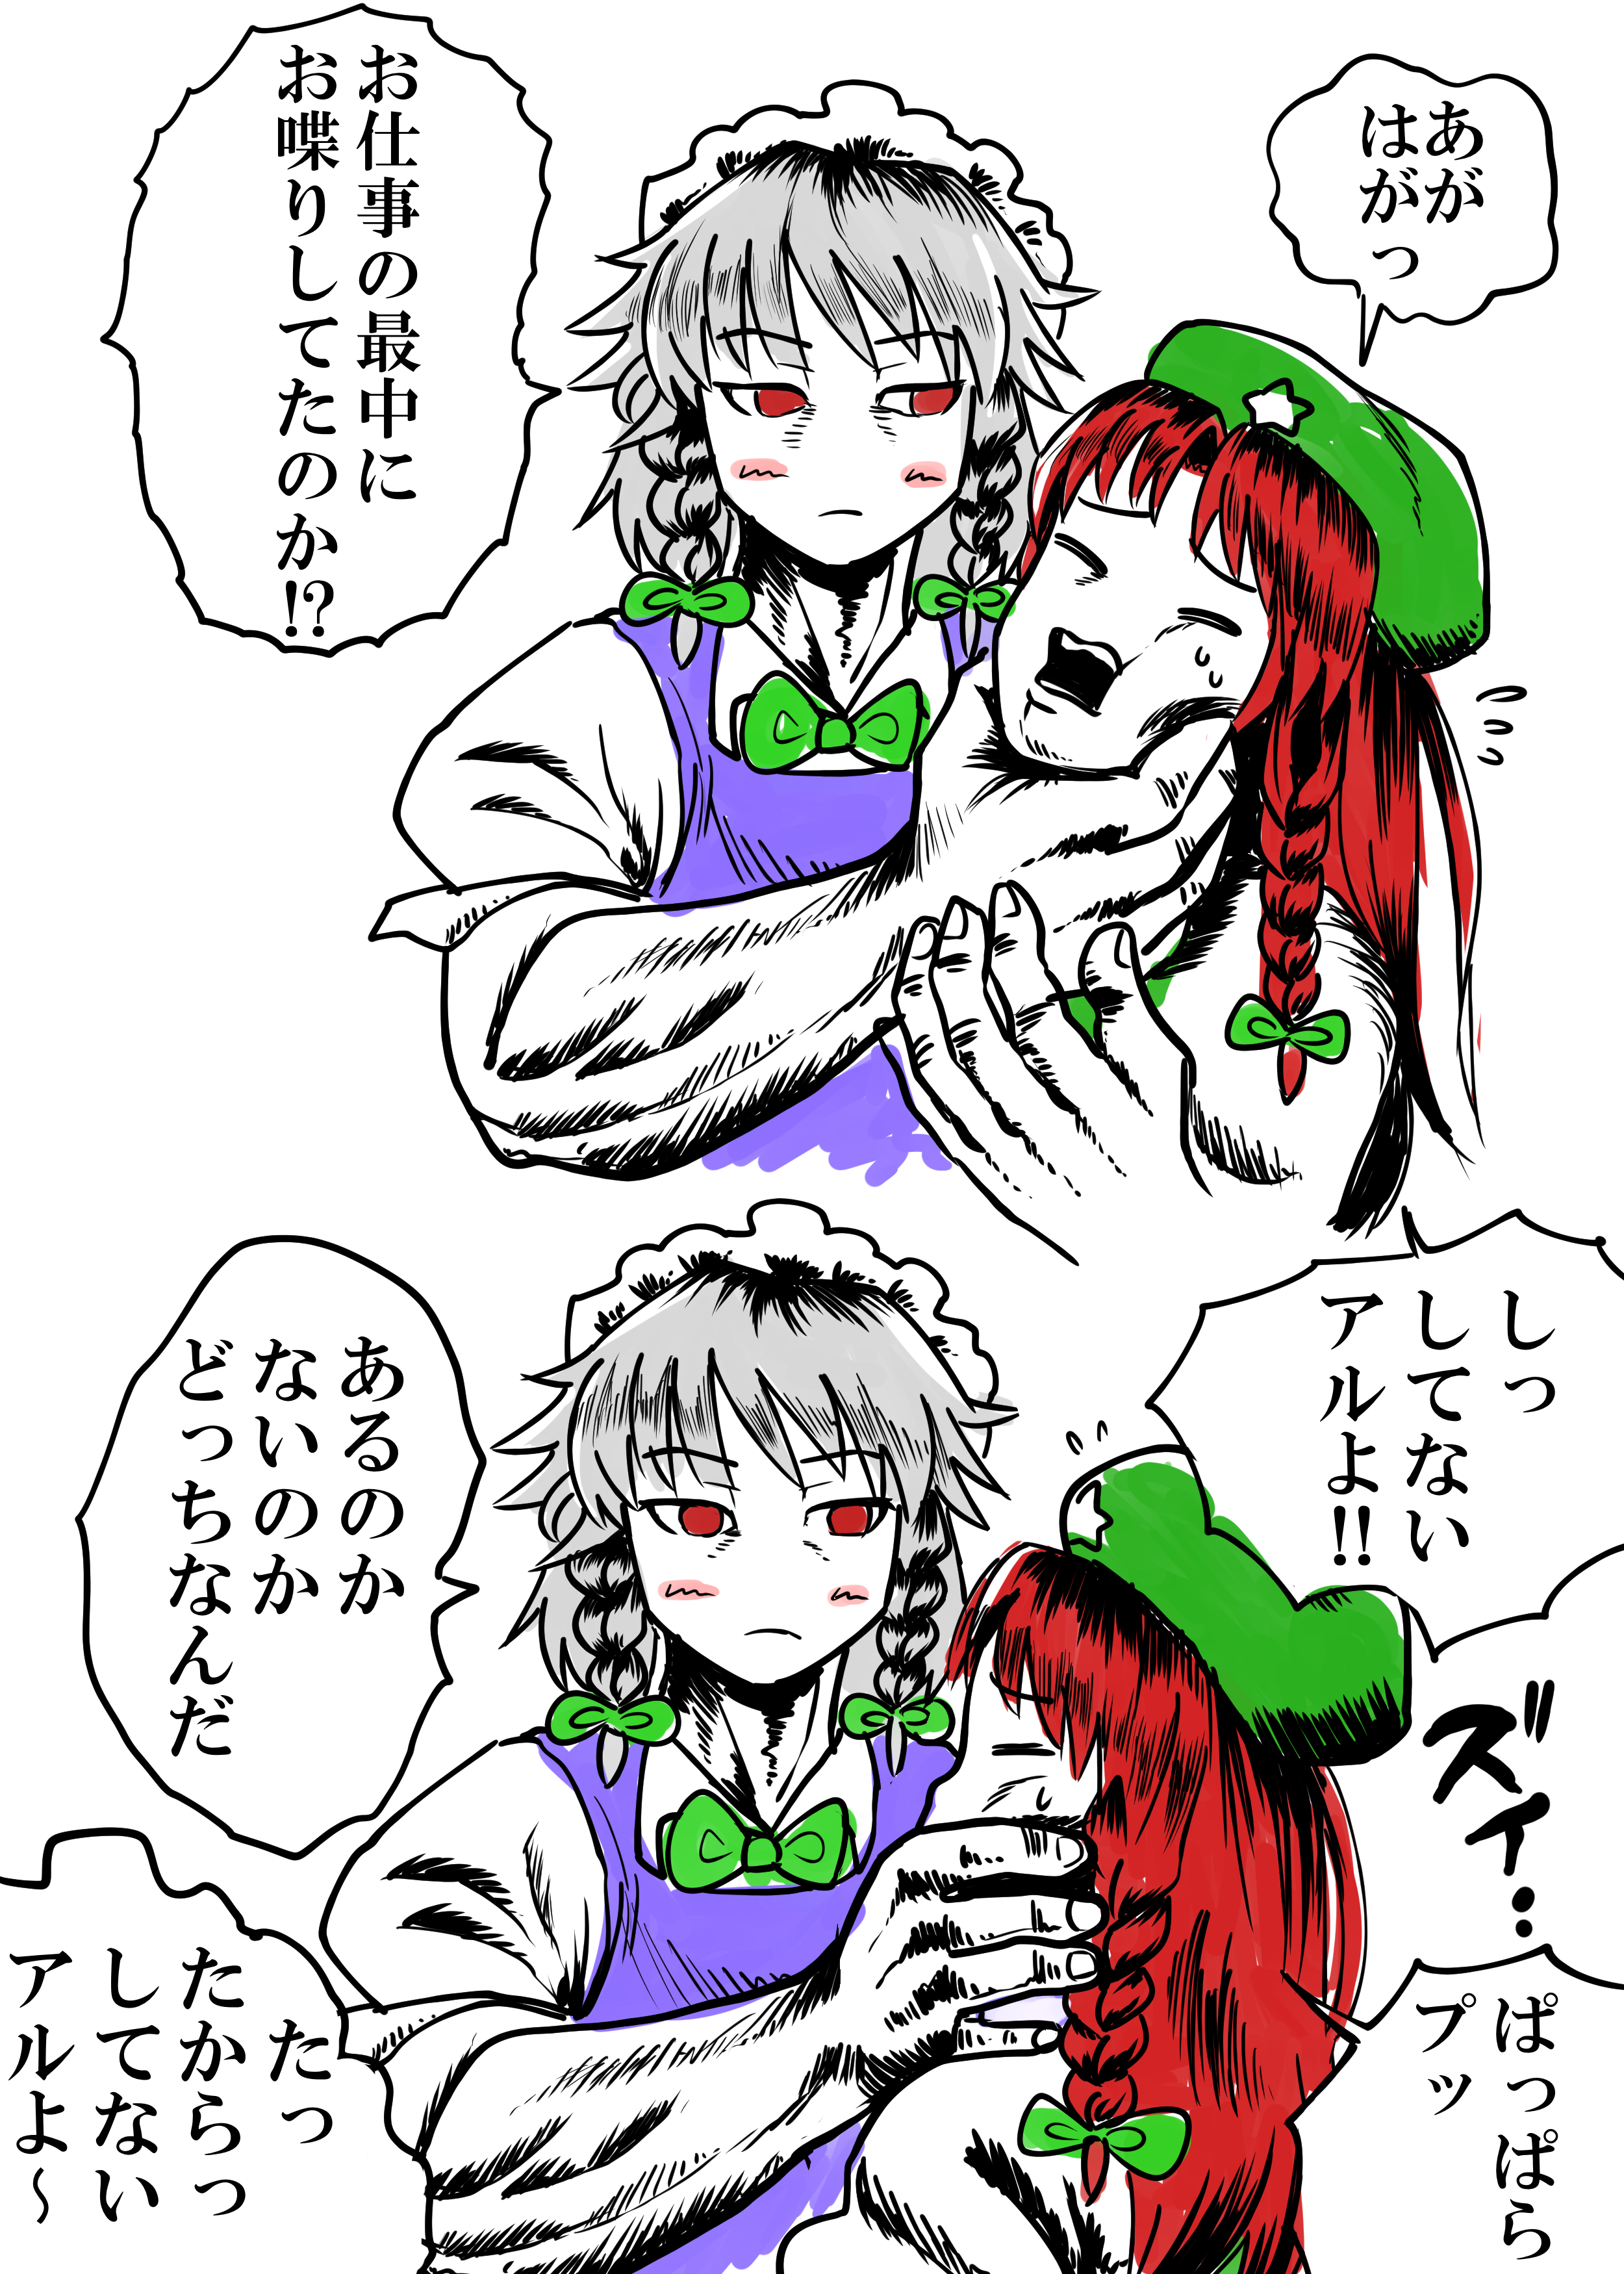 あが
はがっ
お仕事の最中に
お喋りしてたのか!?
しっ
してない
アルよ!!
あるのか
ないのか
どっちなんだ
ズイ…
ぱっぱら
プッ
たっ
たからっ
してない
アルよ～